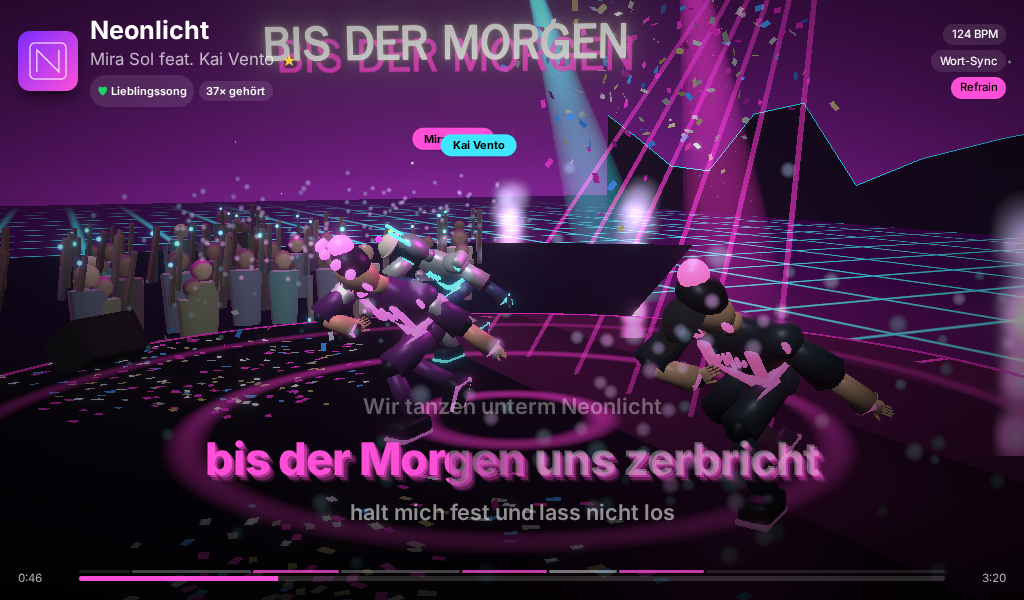 Neonlicht
Mira Sol feat. Kai Vento
Lieblingssong
37× gehört
BIS DER MORGEN
124 BPM
Wort-Sync
Refrain
Kai Vento
Wir tanzen unterm Neonlicht
bis der Morgen uns zerbricht
halt mich fest und lass nicht los
0:46
3:20